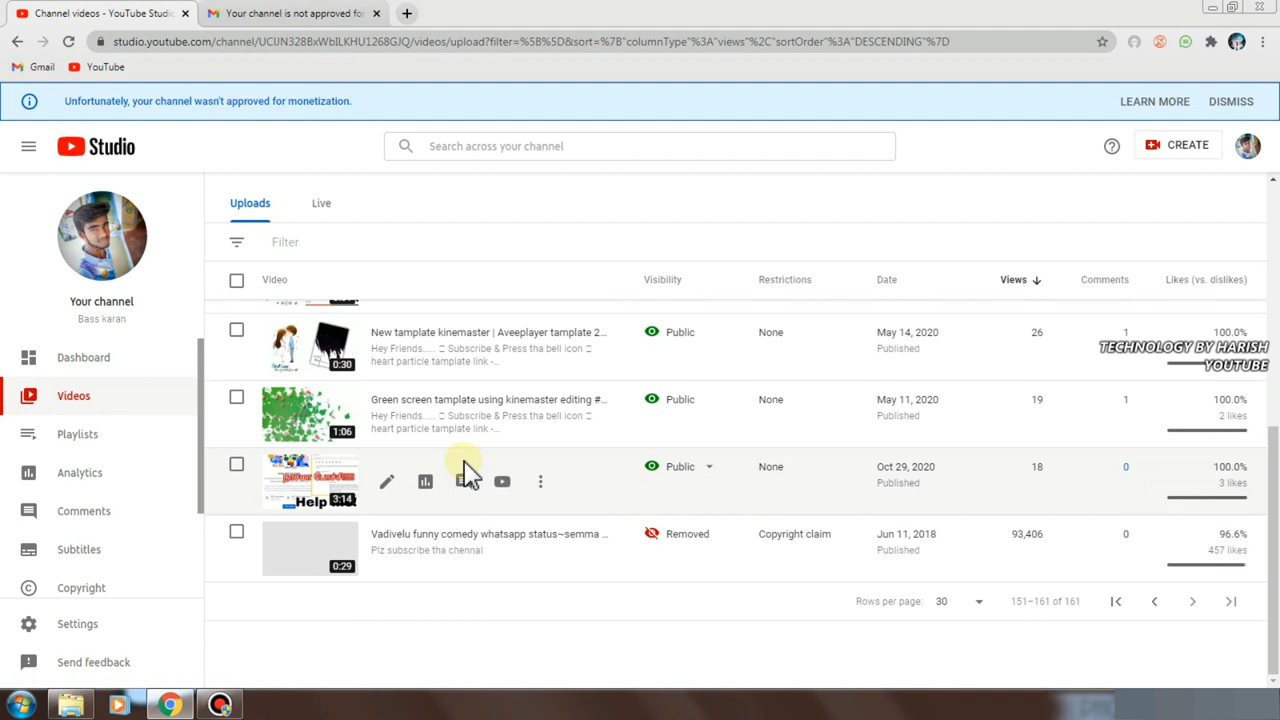 Channel videos - YouTube Studi
Your channel is not approved fo
studio.youtube.com/channel/UCIJN328BxWbILKHU1268GJQ/videos/upload?filter=%5B%5D&sort=%7B"columnType"%3A"views"%2C"sortOrder"%3A"DESCENDING"%7D
Gmail
YouTube
Unfortunately, your channel wasn't approved for monetization.
LEARN MORE
DISMISS
Studio
Search across your channel
CREATE
Your channel
Bass karan
Dashboard
Videos
Playlists
Analytics
Comments
Subtitles
Copyright
Settings
Send feedback
Uploads
Live
Filter
Video
Visibility
Restrictions
Date
Views
Comments
Likes (vs. dislikes)
New tamplate kinemaster | Aveeplayer template 2...
Hey Friends..... Subscribe & Press tha bell icon
heart particle tamplate link -...
0:30
Public
None
May 14, 2020
Published
26
1
100.0%
TECHNOLOGY BY HARISH
YOUTUBE
Green screen template using kinemaster editing #...
Hey Friends..... Subscribe & Press tha bell icon
heart particle template link -...
1:06
Public
None
May 11, 2020
Published
19
1
100.0%
2 likes
Help me!
3:14
Public
None
Oct 29, 2020
Published
18
0
100.0%
3 likes
Vadivelu funny comedy whatsapp status~semma ...
Plz subscribe tha chennal
0:29
Removed
Copyright claim
Jun 11, 2018
Published
93,406
0
96.6%
457 likes
Rows per page:
30
151–161 of 161